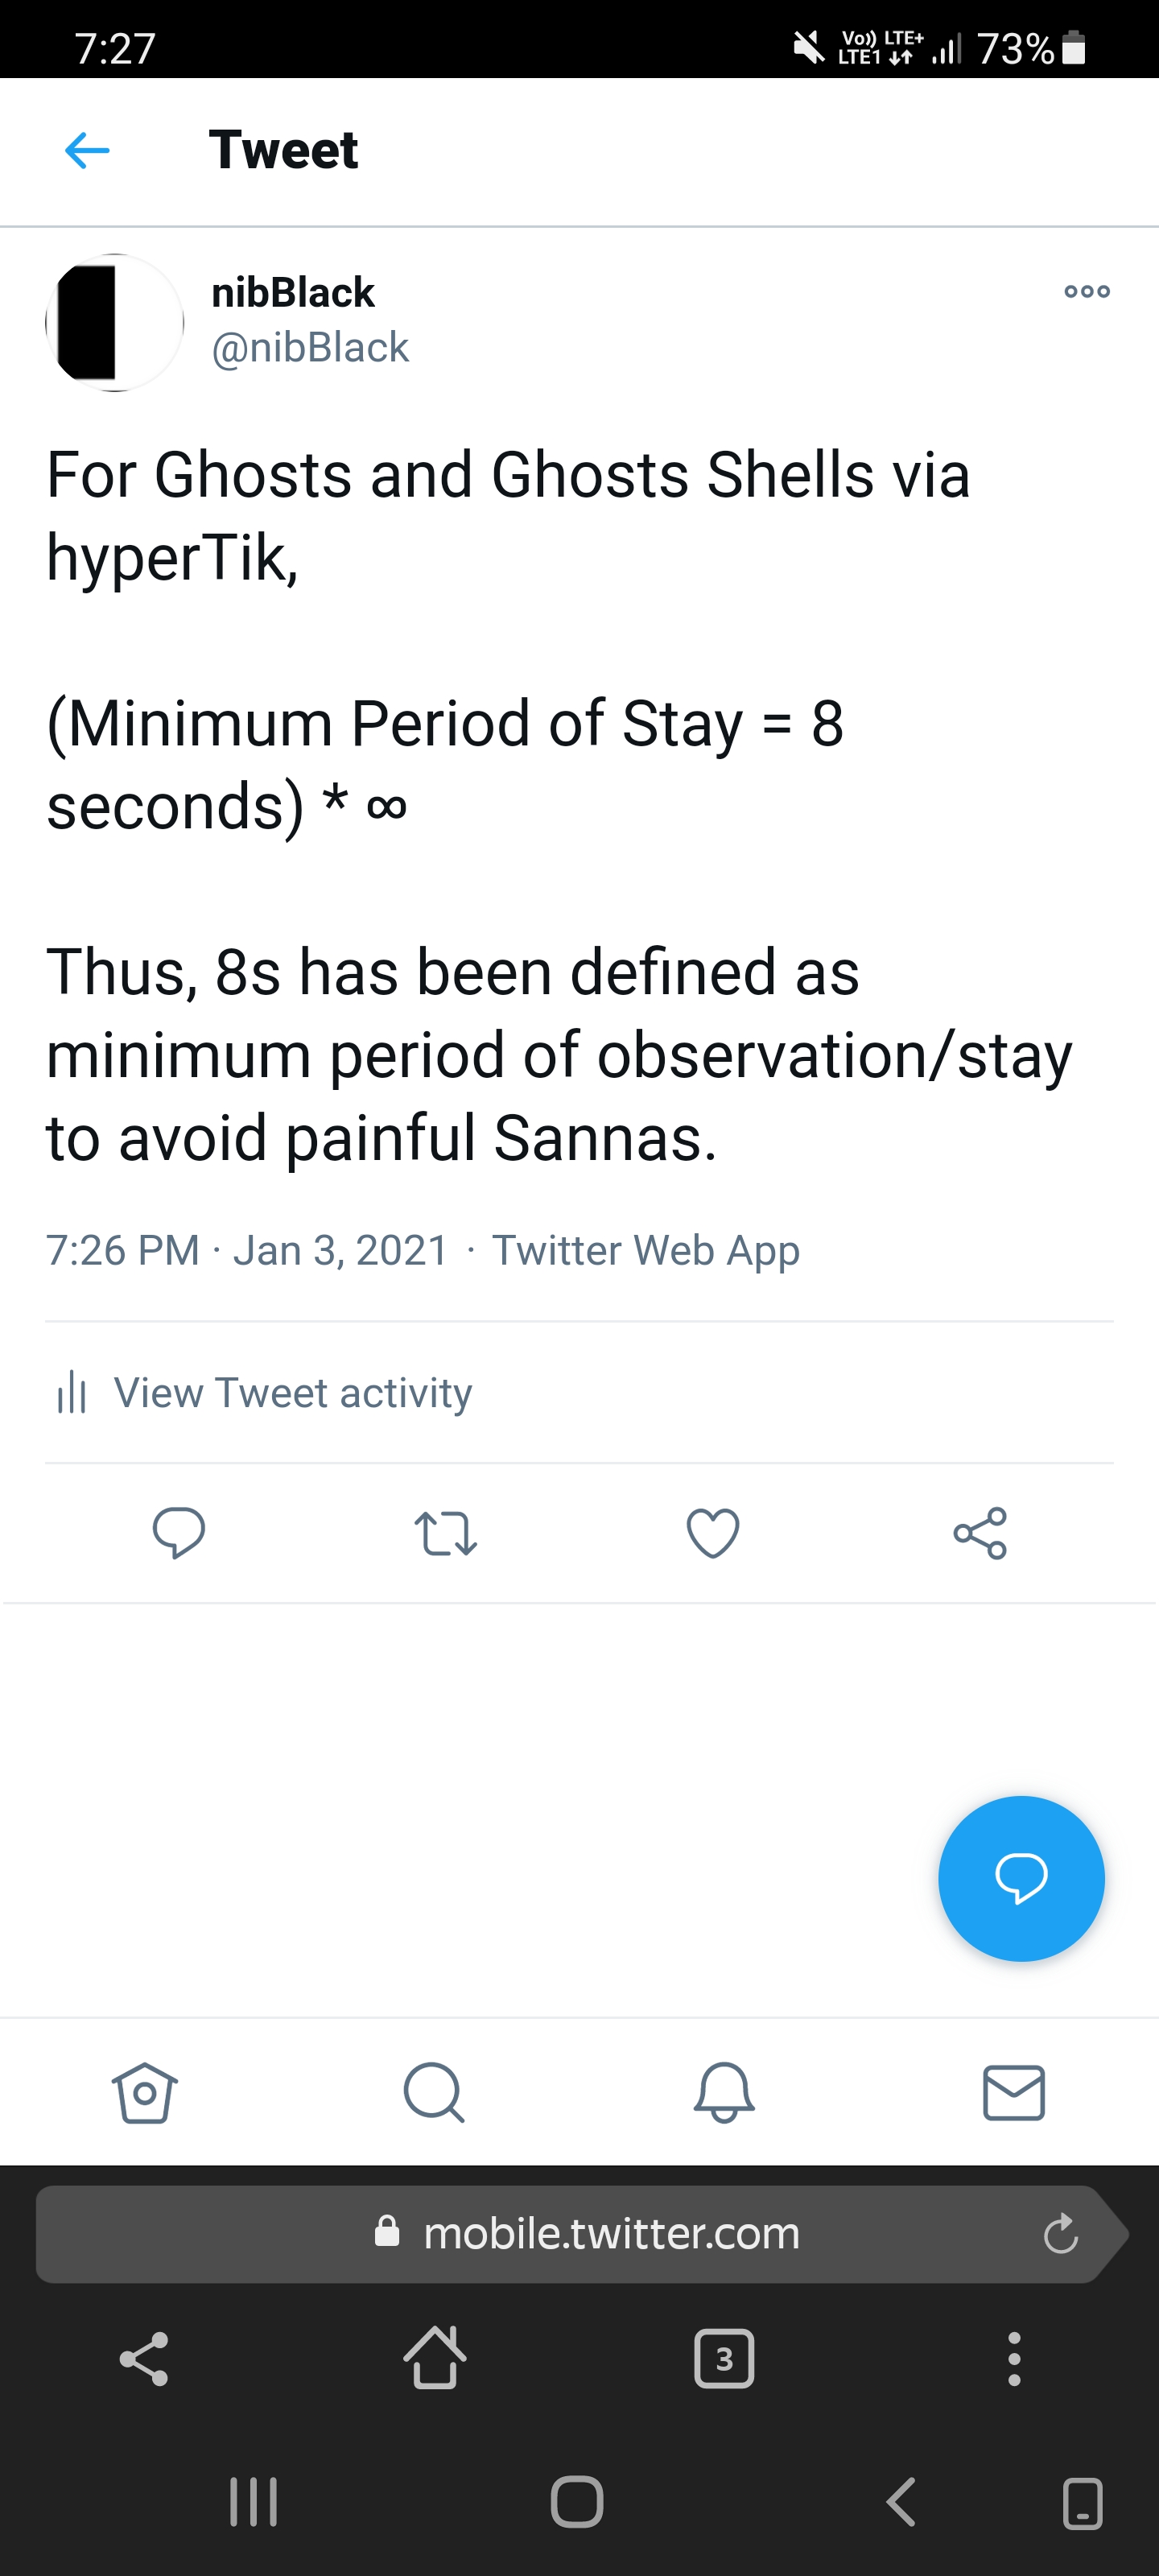 7:27
Vo)) LTE+
LTE1
73%
Tweet
nibBlack
@nibBlack
For Ghosts and Ghosts Shells via
hyperTik,
(Minimum Period of Stay = 8
seconds) * ∞
Thus, 8s has been defined as
minimum period of observation/stay
to avoid painful Sannas.
7:26 PM · Jan 3, 2021 · Twitter Web App
View Tweet activity
mobile.twitter.com
3